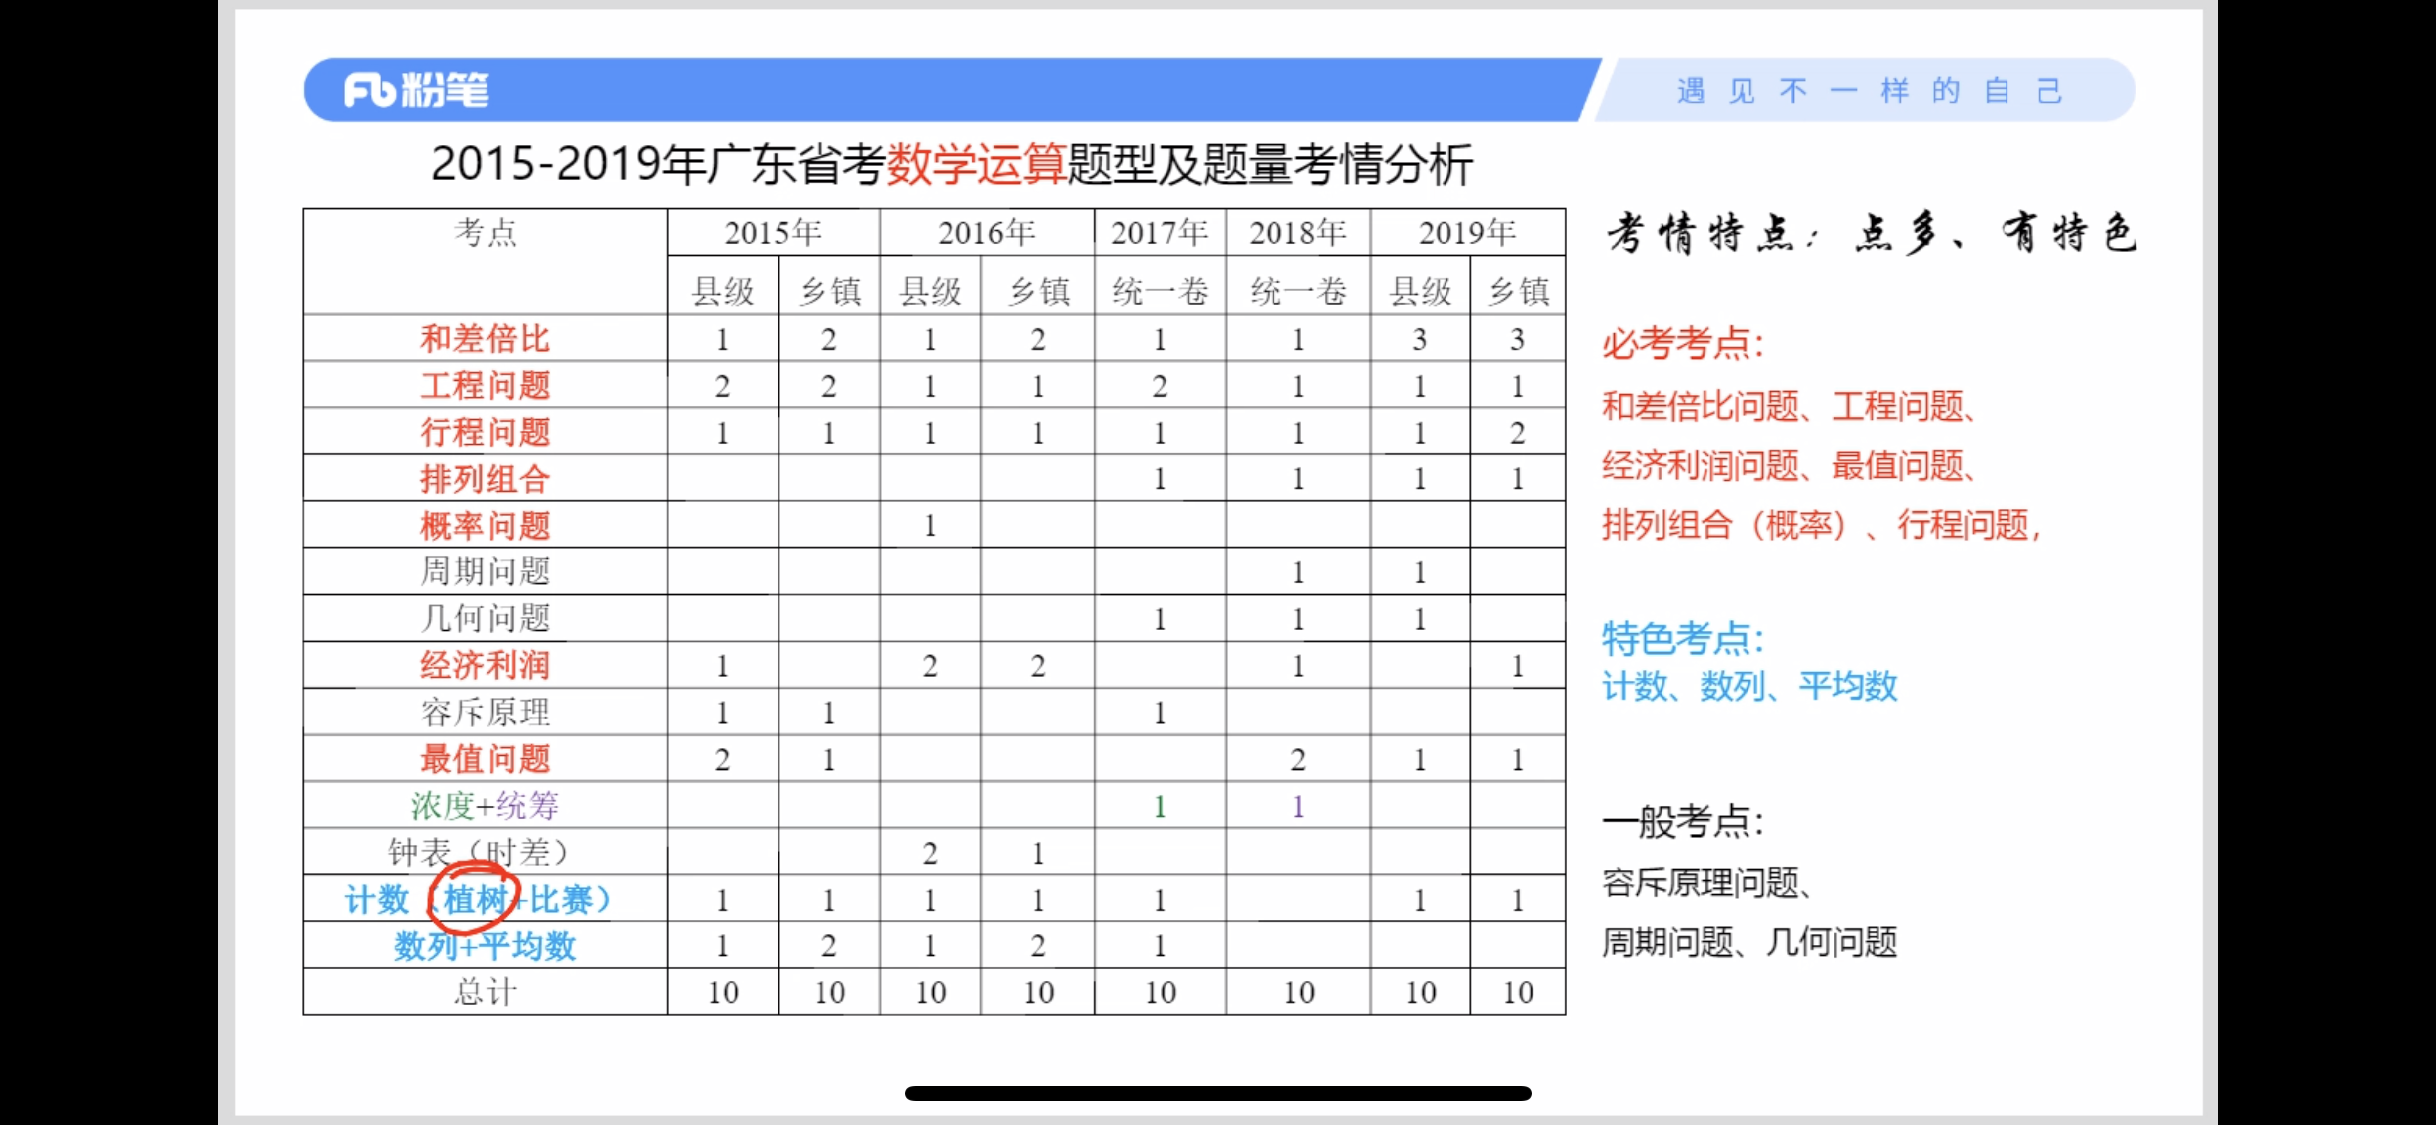 粉笔
遇见不一样的自己
2015-2019年广东省考数学运算题型及题量考情分析
考点 2015年 2016年 2017年 2018年 2019年
县级 乡镇 县级 乡镇 统一卷 统一卷 县级 乡镇
和差倍比 1 2 1 2 1 1 3 3
工程问题 2 2 1 1 2 1 1 1
行程问题 1 1 1 1 1 1 1 2
排列组合 1 1 1 1
概率问题 1
周期问题 1 1
几何问题 1 1 1
经济利润 1 2 2 1 1
容斥原理 1 1 1
最值问题 2 1 2 1 1
浓度+统筹 1 1
钟表（时差） 2 1
计数（植树+比赛） 1 1 1 1 1 1 1
数列+平均数 1 2 1 2 1
总计 10 10 10 10 10 10 10 10
考情特点：点多、有特色
必考考点：
和差倍比问题、工程问题、
经济利润问题、最值问题、
排列组合（概率）、行程问题，
特色考点：
计数、数列、平均数
一般考点：
容斥原理问题、
周期问题、几何问题